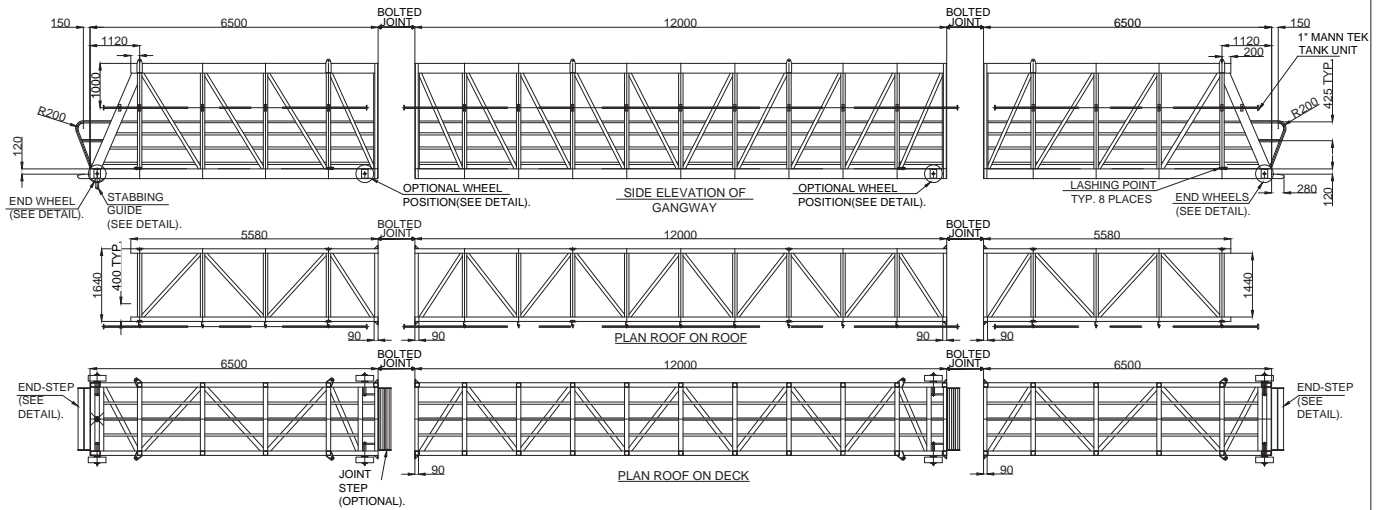 BOLTED
JOINT
BOLTED
JOINT
150
6500
12000
6500
150
1120
1120
200
1" MANN TEK
TANK UNIT
1000
425 TYP.
R200
R200
120
END WHEEL
(SEE DETAIL).
STABBING
GUIDE
(SEE DETAIL).
OPTIONAL WHEEL
POSITION(SEE DETAIL).
SIDE ELEVATION OF
GANGWAY
OPTIONAL WHEEL
POSITION(SEE DETAIL).
LASHING POINT
TYP. 8 PLACES
END WHEELS
(SEE DETAIL).
280
120
BOLTED
JOINT
BOLTED
JOINT
5580
12000
5580
1640
400 TYP.
1440
90
90
PLAN ROOF ON ROOF
90
90
BOLTED
JOINT
BOLTED
JOINT
6500
12000
6500
END-STEP
(SEE
DETAIL).
END-STEP
(SEE
DETAIL).
JOINT
STEP
(OPTIONAL).
90
PLAN ROOF ON DECK
90